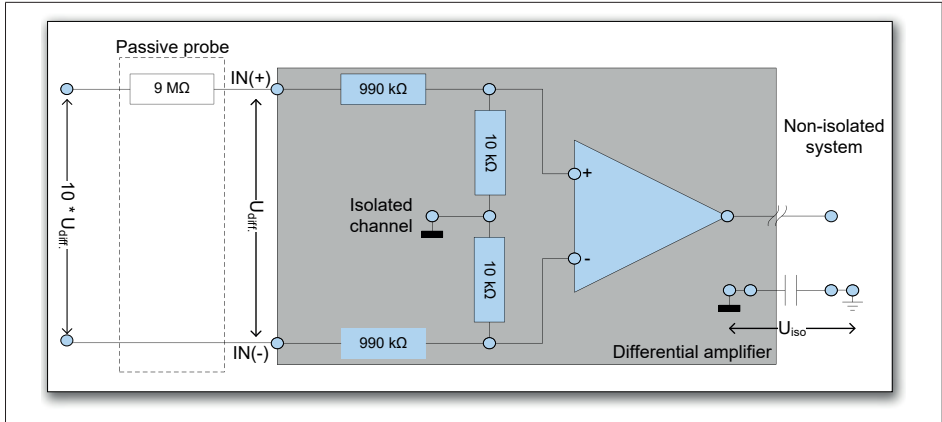 Passive probe
IN(+)
9 MΩ
990 kΩ
10 kΩ
Non-isolated
system
+
10 * Udiff.
Udiff.
Isolated
channel
10 kΩ
-
990 kΩ
IN(-)
Uiso
Differential amplifier